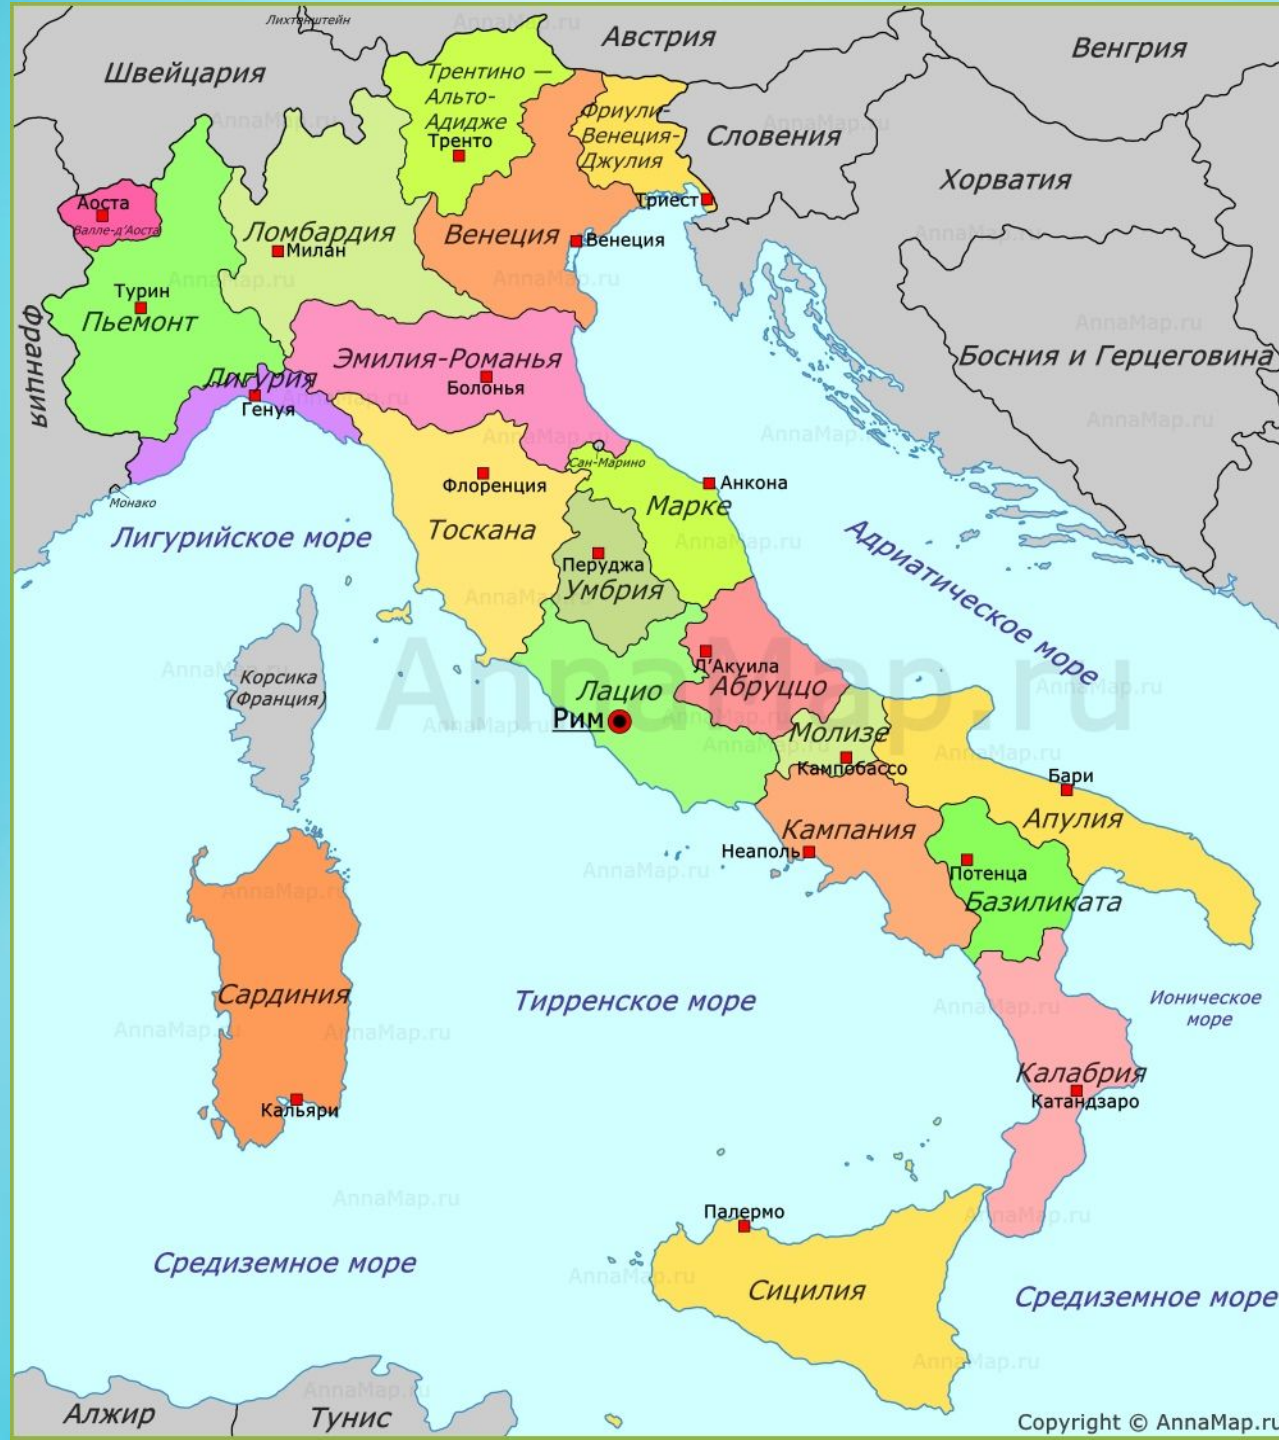 Лихтенштейн
Австрия
Венгрия
Швейцария
Трентино —
Альто-
Адидже
Тренто
Фриули-
Венеция-
Джулия
Словения
Хорватия
Триест
Аоста
Валле-д'Аоста
Ломбардия
Милан
Венеция
Венеция
Турин
Пьемонт
Франция
Эмилия-Романья
Болонья
Босния и Герцеговина
Лигурия
Генуя
Сан-Марино
Монако
Флоренция
Тоскана
Анкона
Марке
Лигурийское море
Адриатическое море
Перуджа
Умбрия
Корсика
(Франция)
Л'Акуила
Абруццо
Лацио
Рим
Молизе
Кампобассо
Бари
Апулия
Кампания
Неаполь
Потенца
Базиликата
Сардиния
Тирренское море
Ионическое
море
Калабрия
Катандзаро
Кальяри
Палермо
Сицилия
Средиземное море
Средиземное море
Алжир
Тунис
AnnaMap.ru
Copyright © AnnaMap.ru